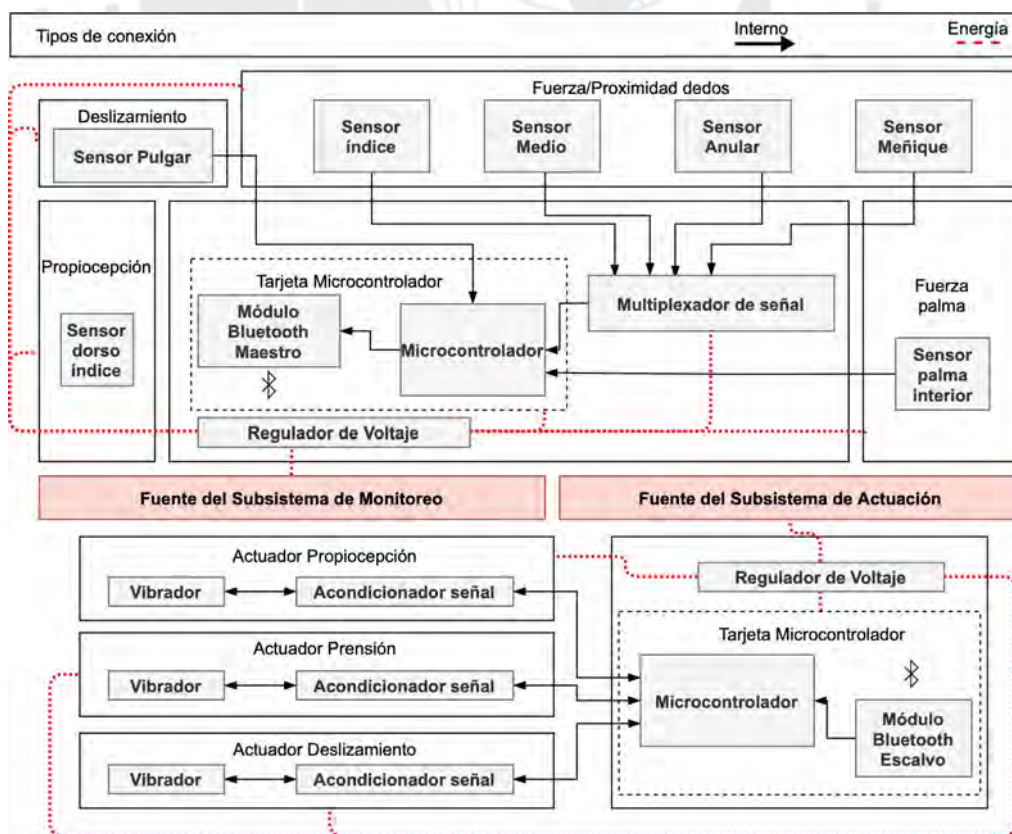 Tipos de conexión
Interno
Energía
Fuerza/Proximidad dedos
Deslizamiento
Sensor Pulgar
Sensor
índice
Sensor
Medio
Sensor
Anular
Sensor
Meñique
Propiocepción
Sensor
dorso
índice
Tarjeta Microcontrolador
Módulo
Bluetooth
Maestro
Microcontrolador
Multiplexador de señal
Fuerza
palma
Sensor
palma
interior
Regulador de Voltaje
Fuente del Subsistema de Monitoreo
Fuente del Subsistema de Actuación
Actuador Propiocepción
Vibrador
Acondicionador señal
Actuador Prensión
Vibrador
Acondicionador señal
Actuador Deslizamiento
Vibrador
Acondicionador señal
Regulador de Voltaje
Tarjeta Microcontrolador
Microcontrolador
Módulo
Bluetooth
Escalvo